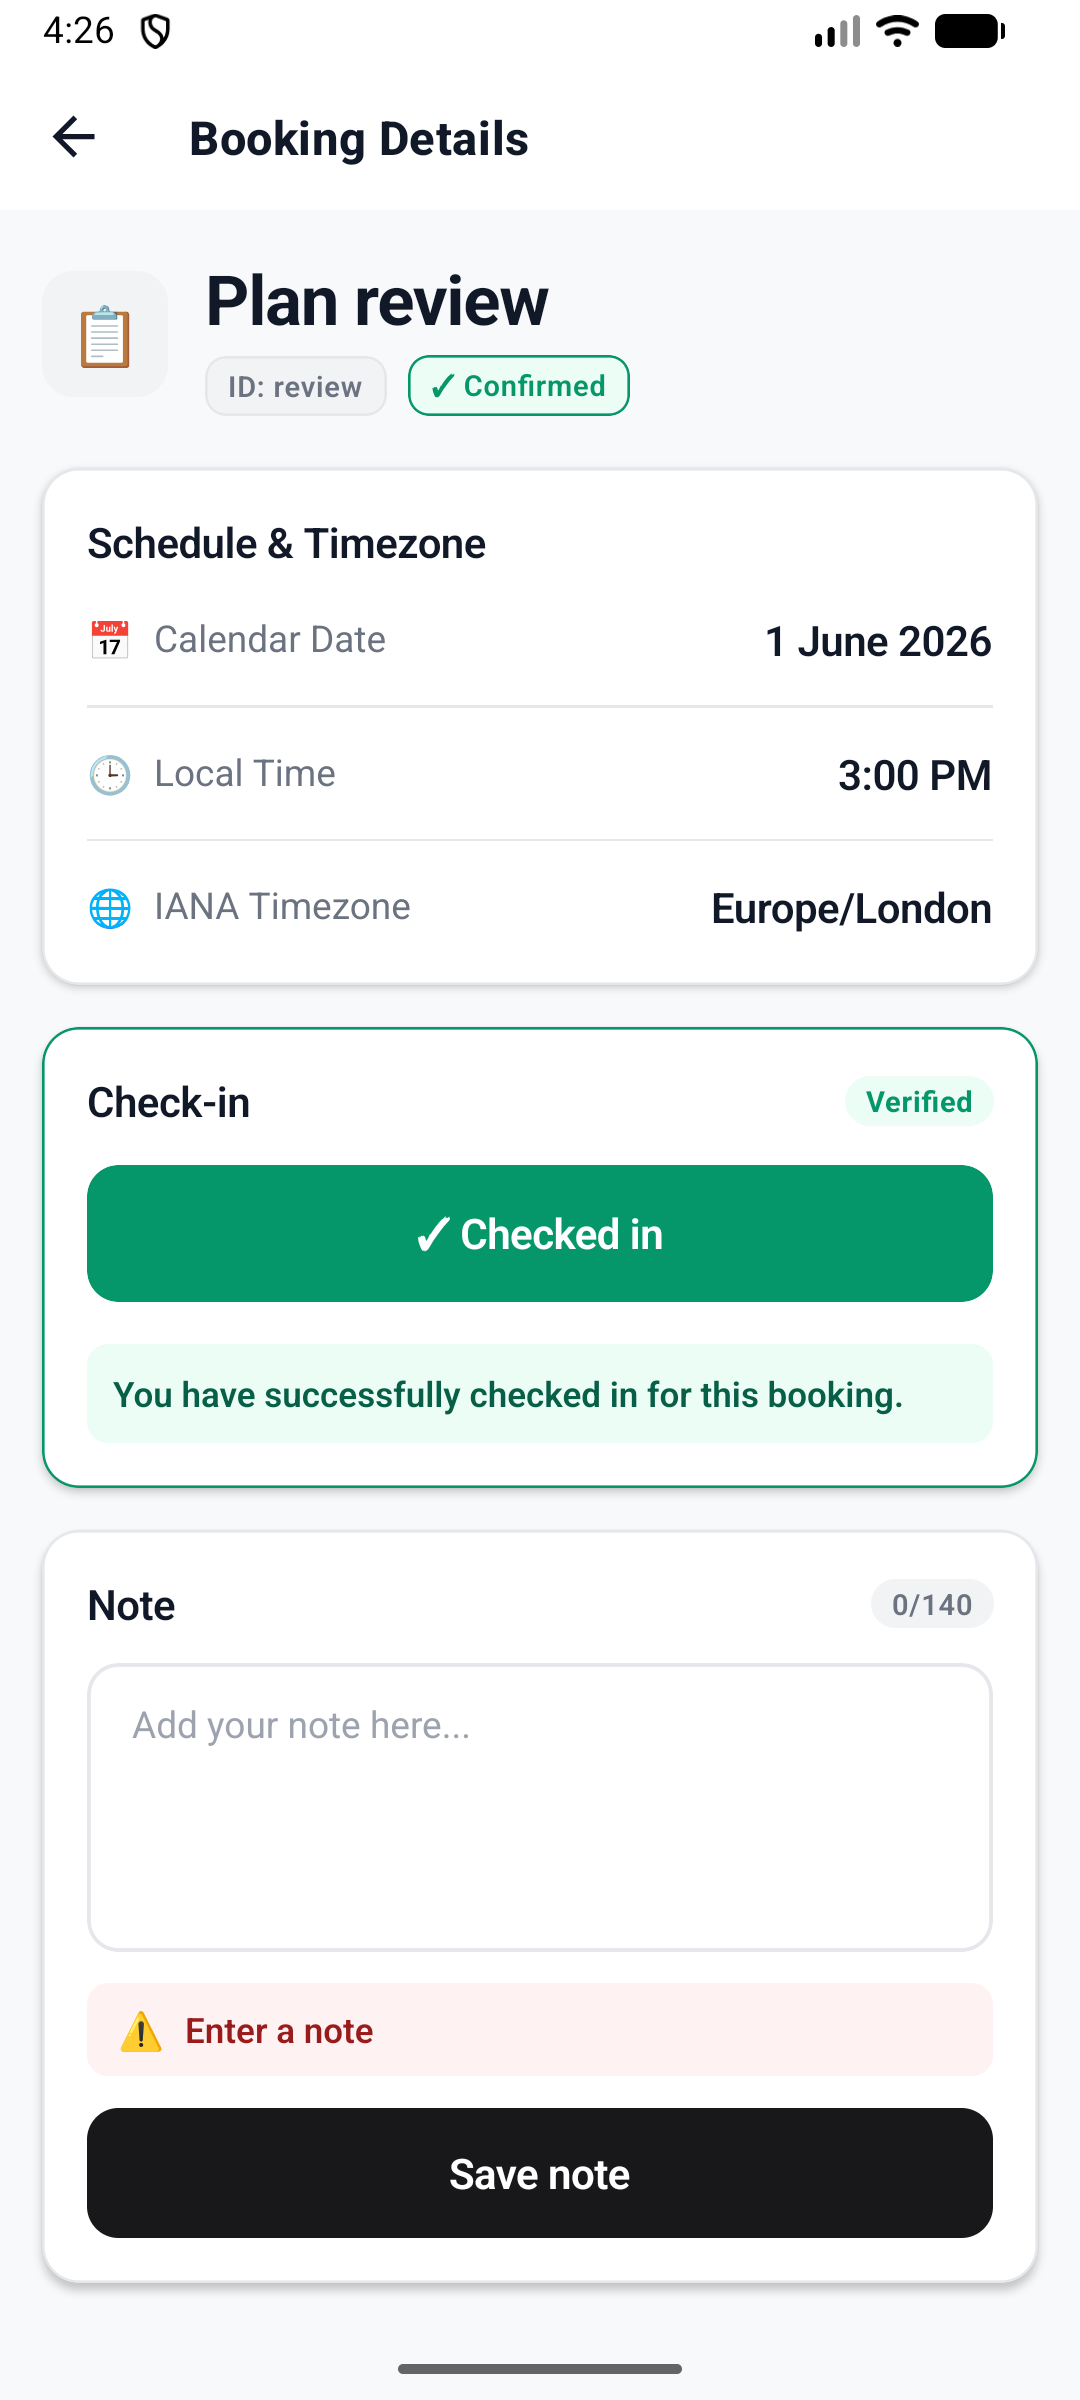 4:26
Booking Details
Plan review
ID: review
✓ Confirmed
Schedule & Timezone
July
17
Calendar Date
1 June 2026
Local Time
3:00 PM
IANA Timezone
Europe/London
Check-in
Verified
✓ Checked in
You have successfully checked in for this booking.
Note
0/140
Add your note here...
Enter a note
Save note